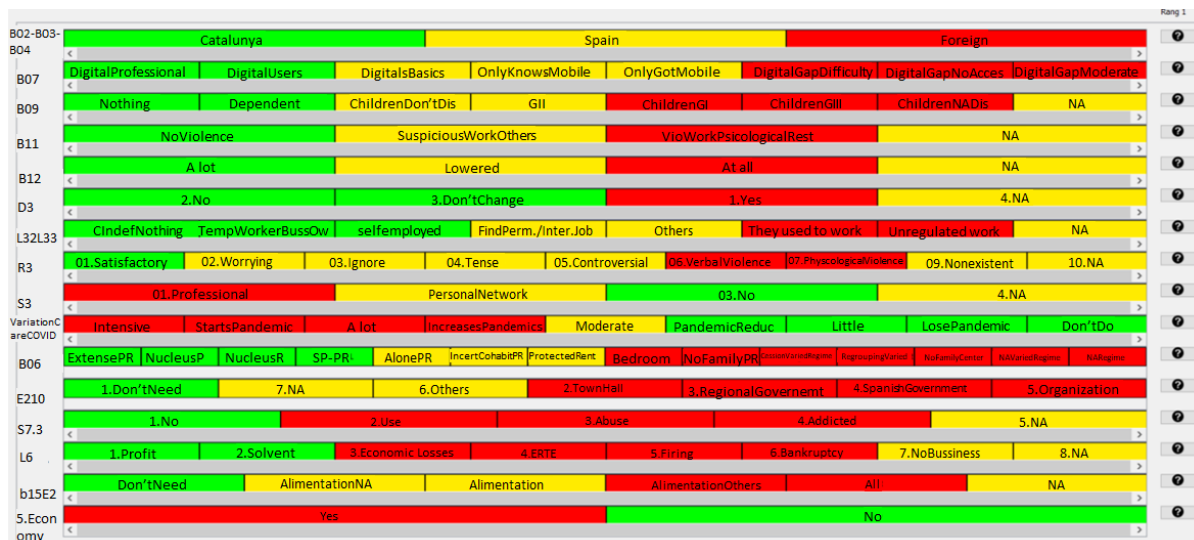 Rang 1
B02-B03-B04 Catalunya Spain Foreign
B07 DigitalProfessional DigitalUsers DigitalsBasics OnlyKnowsMobile OnlyGotMobile DigitalGapDifficulty DigitalGapNoAcces DigitalGapModerate
B09 Nothing Dependent ChildrenDon'tDis GII ChildrenGI ChildrenGIII ChildrenNADis NA
B11 NoViolence SuspiciousWorkOthers VioWorkPsicologicalRest NA
B12 A lot Lowered At all NA
D3 2.No 3.Don'tChange 1.Yes 4.NA
L32L33 CIndefNothing TempWorkerBussOw selfemployed FindPerm./Inter.Job Others They used to work Unregulated work NA
R3 01.Satisfactory 02.Worrying 03.Ignore 04.Tense 05.Controversial 06.VerbalViolence 07.PhyscologicalViolence 09.Nonexistent 10.NA
S3 01.Professional PersonalNetwork 03.No 4.NA
VariationCareCOVID Intensive StartsPandemic A lot IncreasesPandemics Moderate PandemicReduc Little LosePandemic Don'tDo
B06 ExtensePR NucleusP NucleusR SP-PR AlonePR IncertCohabitPR ProtectedRent Bedroom NoFamilyPR CessionVariedRegime NoFamilyCenter NAVariedRegime NARegime
E210 1.Don'tNeed 7.NA 6.Others 2.TownHall 3.RegionalGovernemt 4.SpanishGovernment 5.Organization
S7.3 1.No 2.Use 3.Abuse 4.Addicted 5.NA
L6 1.Profit 2.Solvent 3.Economic Losses 4.ERTE 5.Firing 6.Bankruptcy 7.NoBussiness 8.NA
b15E2 Don'tNeed AlimentationNA Alimentation AlimentationOthers All NA
5.Economy Yes No